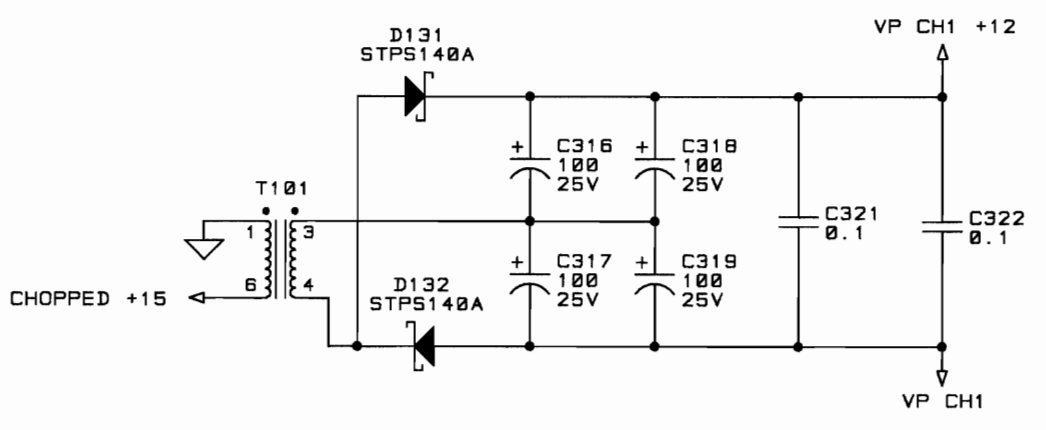 VP CH1 +12
D131
STPS140A
+ C316
100
25V
+ C318
100
25V
T101
1
3
C321
0.1
C322
0.1
+ C317
100
25V
+ C319
100
25V
6
4
D132
STPS140A
CHOPPED +15
VP CH1